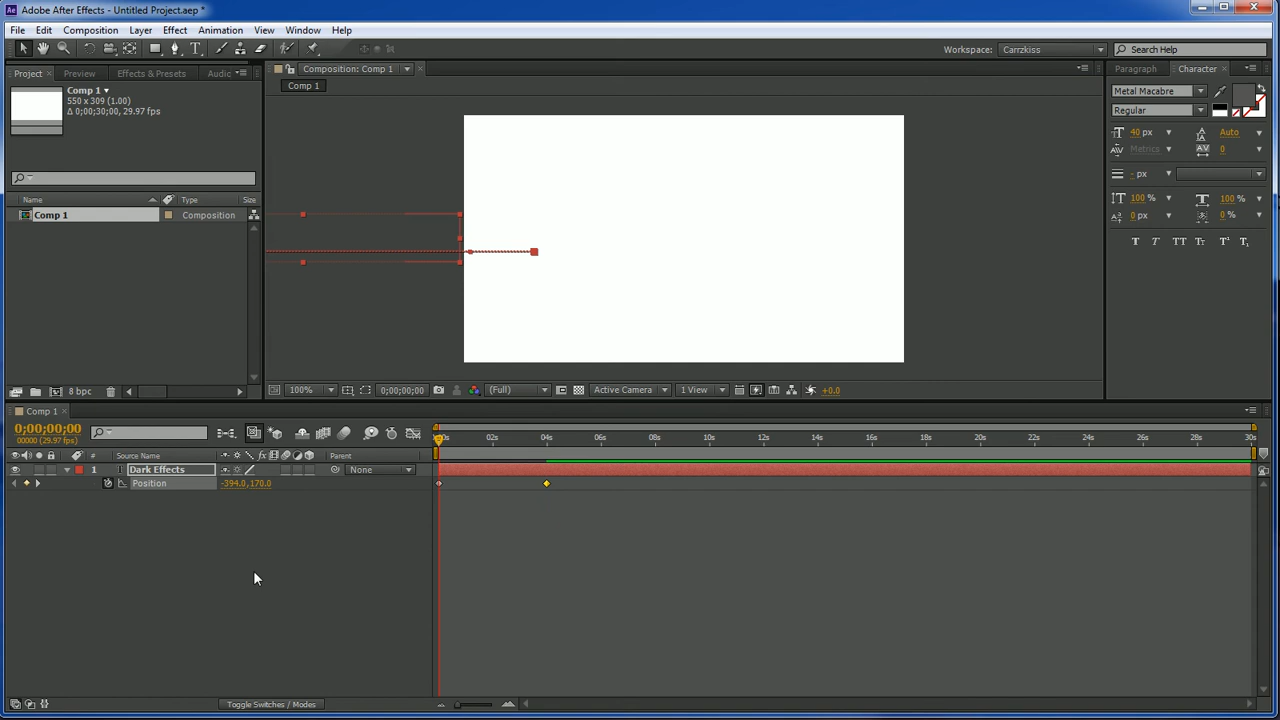 Adobe After Effects - Untitled Project.aep *
File Edit Composition Layer Effect Animation View Window Help
Workspace: Carrzkiss Search Help
Project Preview Effects & Presets Audio
Composition: Comp 1
Paragraph Character
Comp 1
550 x 309 (1.00)
Δ 0;00;30;00, 29.97 fps
Comp 1
Metal Macabre
Regular
40 px Auto
Metrics 0
- px
100 % 100 %
0 px 0 %
T T TT Tt T¹ T₁
Name Type Size
Comp 1 Composition
8 bpc
100% 0;00;00;00 (Full) Active Camera 1 View +0.0
Comp 1
0;00;00;00
00000 (29.97 fps)
02s 04s 06s 08s 10s 12s 14s 16s 18s 20s 22s 24s 26s 28s 30s
# Source Name Parent
1 T Dark Effects None
Position -394.0,170.0
Toggle Switches / Modes